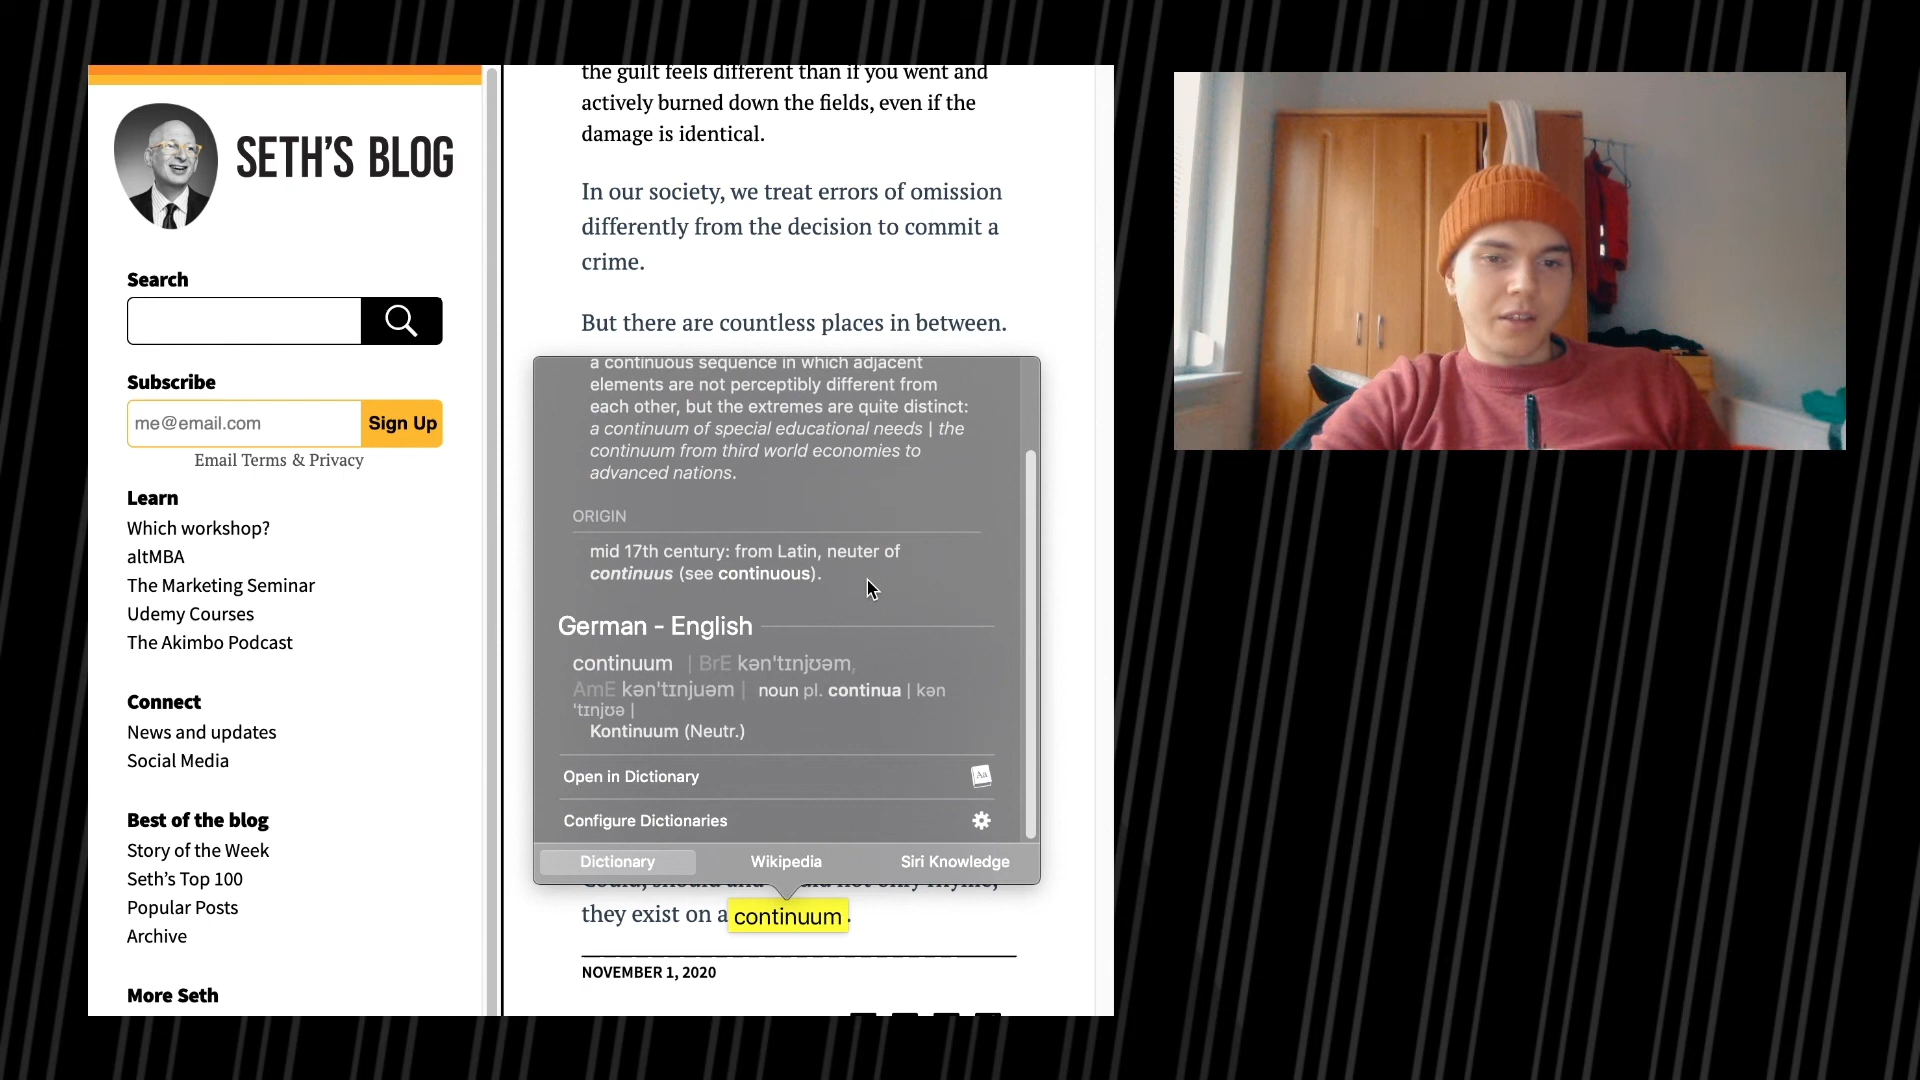 SETH'S BLOG
Search
Subscribe
me@email.com
Sign Up
Email Terms & Privacy
Learn
Which workshop?
altMBA
The Marketing Seminar
Udemy Courses
The Akimbo Podcast
Connect
News and updates
Social Media
Best of the blog
Story of the Week
Seth's Top 100
Popular Posts
Archive
More Seth
the guilt feels different than if you went and
actively burned down the fields, even if the
damage is identical.
In our society, we treat errors of omission
differently from the decision to commit a
crime.
But there are countless places in between.
a continuous sequence in which adjacent
elements are not perceptibly different from
each other, but the extremes are quite distinct:
a continuum of special educational needs | the
continuum from third world economies to
advanced nations.
ORIGIN
mid 17th century: from Latin, neuter of
continuus (see continuous).
German - English
continuum | BrE kənˈtɪnjʊəm,
AmE kənˈtɪnjuəm | noun pl. continua | kən
ˈtɪnjʊə |
Kontinuum (Neutr.)
Open in Dictionary
Aa
Configure Dictionaries
Dictionary
Wikipedia
Siri Knowledge
they exist on a continuum.
NOVEMBER 1, 2020